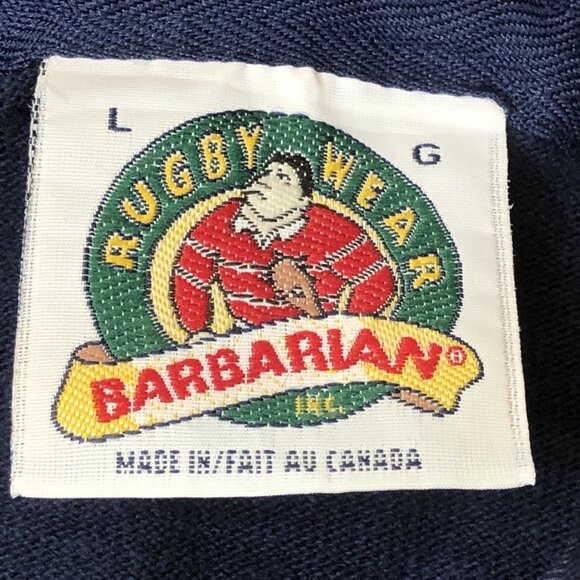 L G
RUGBY WEAR
BARBARIAN®
INC.
MADE IN/FAIT AU CANADA